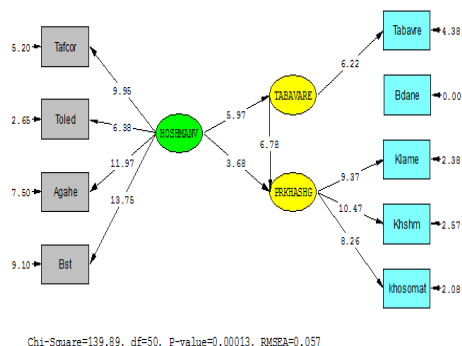 Tabavre
4.38
5.20
Tafcor
9.95
6.22
TABAVARE
5.97
Bdane
0.00
2.65
Toled
6.38
HOSHMANV
6.78
3.68
Klame
2.38
9.37
11.97
7.50
Agahe
PRKHASHG
13.75
10.47
Khshm
2.57
8.26
9.10
Bst
khosomat
2.08
Chi-Square=139.89, df=50, P-value=0.00013, RMSEA=0.057